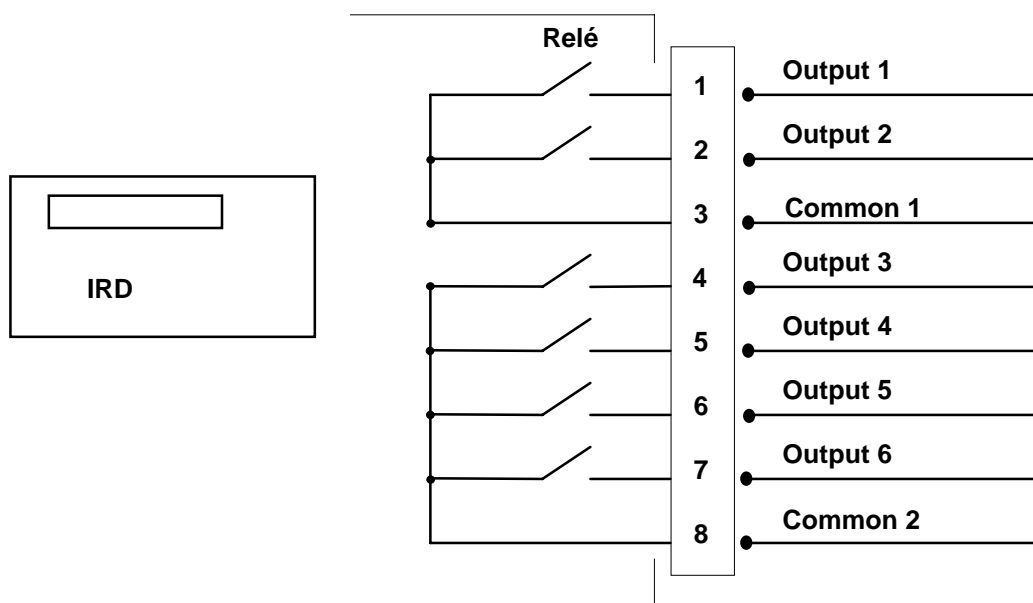 Relé
1 Output 1
2 Output 2
3 Common 1
4 Output 3
IRD
5 Output 4
6 Output 5
7 Output 6
8 Common 2